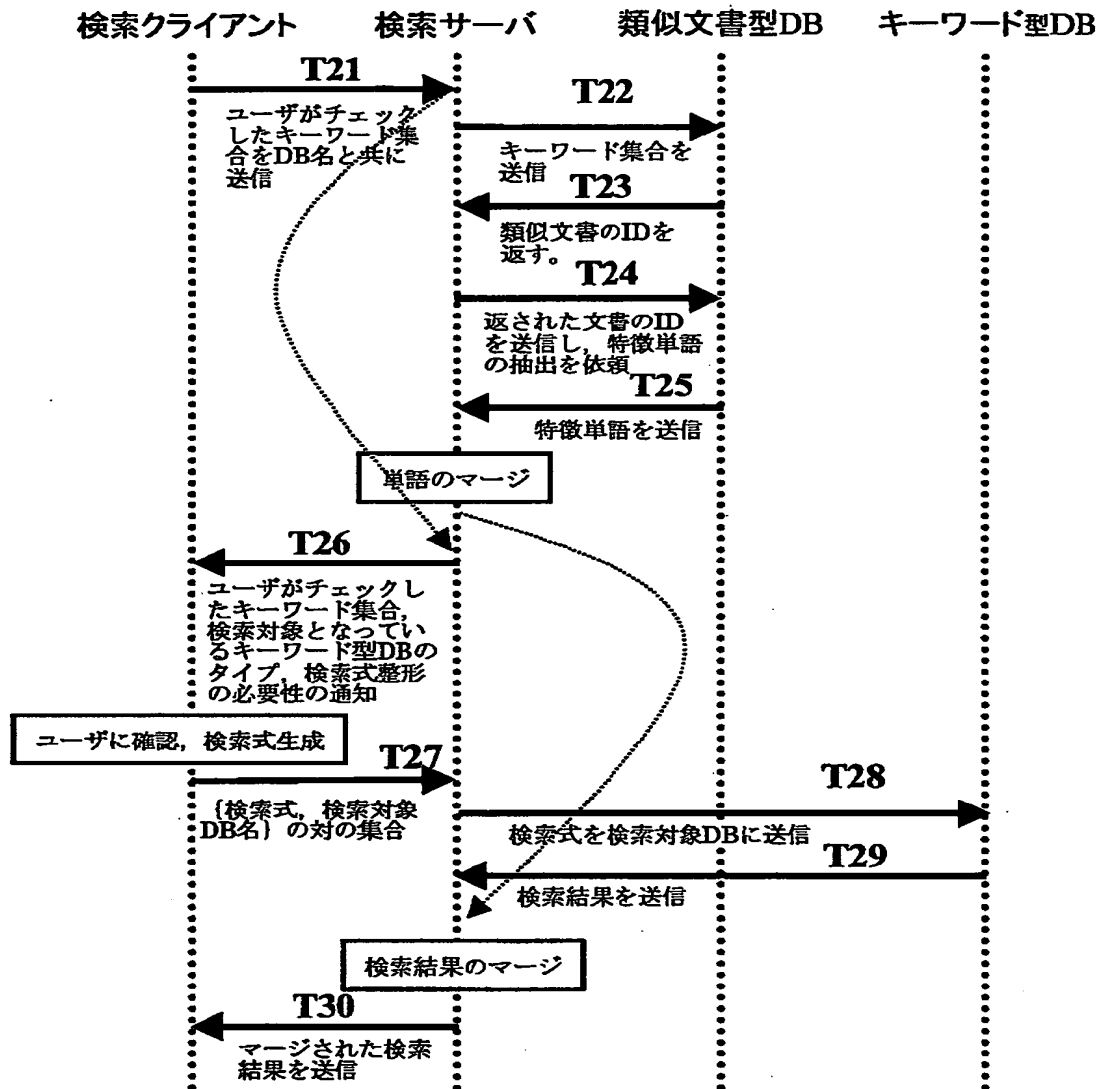 検索クライアント
検索サーバ
類似文書型DB
キーワード型DB
T21
ユーザがチェック
したキーワード集
合をDB名と共に
送信
T22
キーワード集合を
送信
T23
類似文書のIDを
返す。
T24
返された文書のID
を送信し，特徴単語
の抽出を依頼
T25
特徴単語を送信
単語のマージ
T26
ユーザがチェックし
たキーワード集合，
検索対象となってい
るキーワード型DBの
タイプ，検索式整形
の必要性の通知
ユーザに確認，検索式生成
T27
{検索式，検索対象
DB名}の対の集合
T28
検索式を検索対象DBに送信
T29
検索結果を送信
検索結果のマージ
T30
マージされた検索
結果を送信